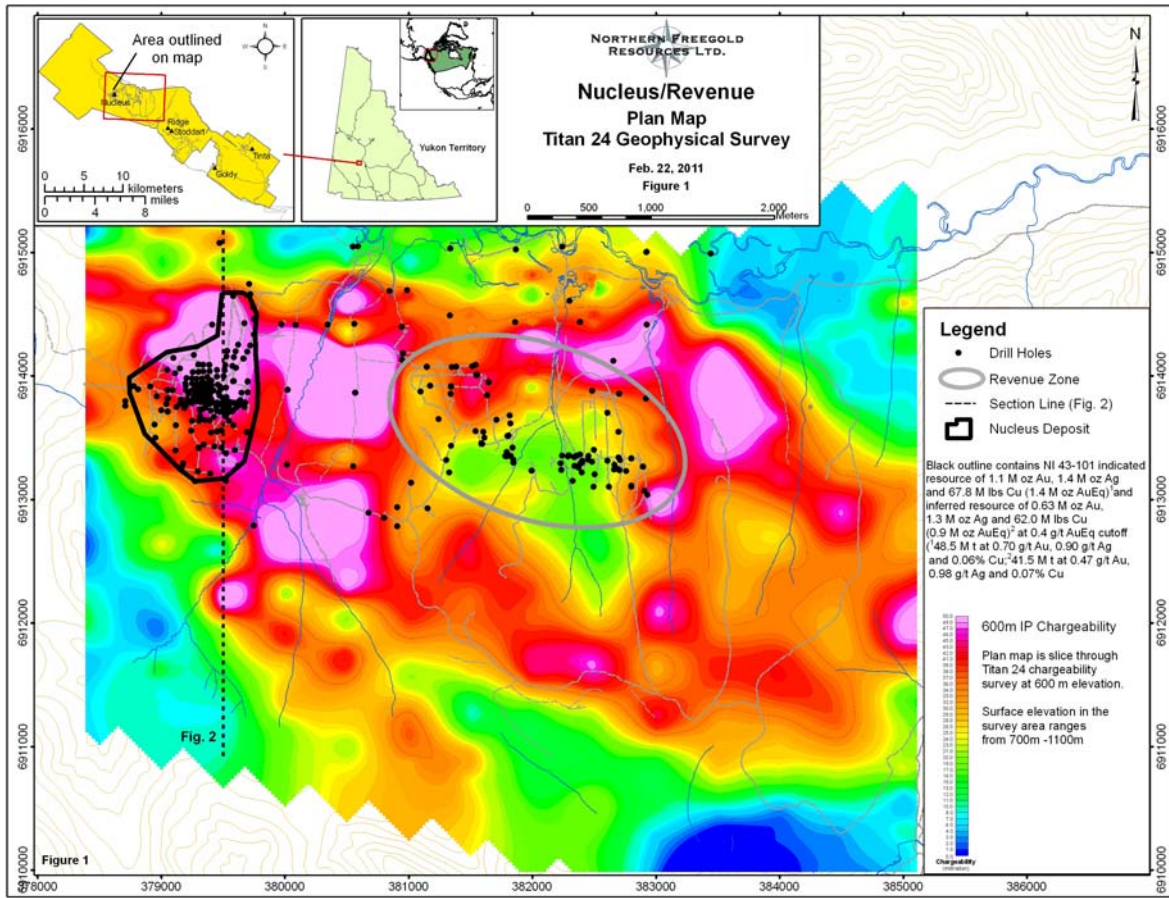 Area outlined
on map
N
W
E
S
Nucleus
Ridge
Stoddart
Tinta
Goldy
0 5 10
kilometers
miles
0 4 8
Yukon Territory
NORTHERN FREEGOLD
RESOURCES LTD.
Nucleus/Revenue
Plan Map
Titan 24 Geophysical Survey
Feb. 22, 2011
Figure 1
0 500 1,000 2,000
Meters
N
6916000
6915000
6914000
6913000
6912000
6911000
6910000
6916000
6915000
6914000
6913000
6912000
6911000
6910000
Legend
Drill Holes
Revenue Zone
Section Line (Fig. 2)
Nucleus Deposit
Black outline contains NI 43-101 indicated
resource of 1.1 M oz Au, 1.4 M oz Ag
and 67.8 M lbs Cu (1.4 M oz AuEq)¹and
inferred resource of 0.63 M oz Au,
1.3 M oz Ag and 62.0 M lbs Cu
(0.9 M oz AuEq)² at 0.4 g/t AuEq cutoff
(¹48.5 M t at 0.70 g/t Au, 0.90 g/t Ag
and 0.06% Cu;²41.5 M t at 0.47 g/t Au,
0.98 g/t Ag and 0.07% Cu
600m IP Chargeability
Plan map is slice through
Titan 24 chargeability
survey at 600 m elevation.
Surface elevation in the
survey area ranges
from 700m -1100m
Chargeability
Fig. 2
Figure 1
378000 379000 380000 381000 382000 383000 384000 385000 386000